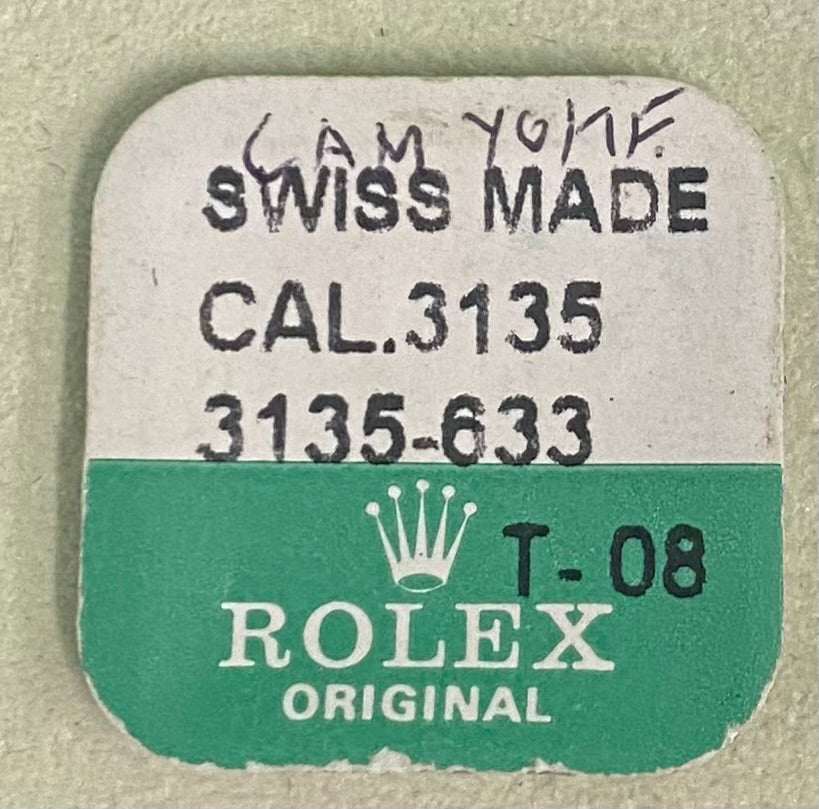 CAM YOKE
SWISS MADE
CAL.3135
3135-633
T-08
ROLEX
ORIGINAL